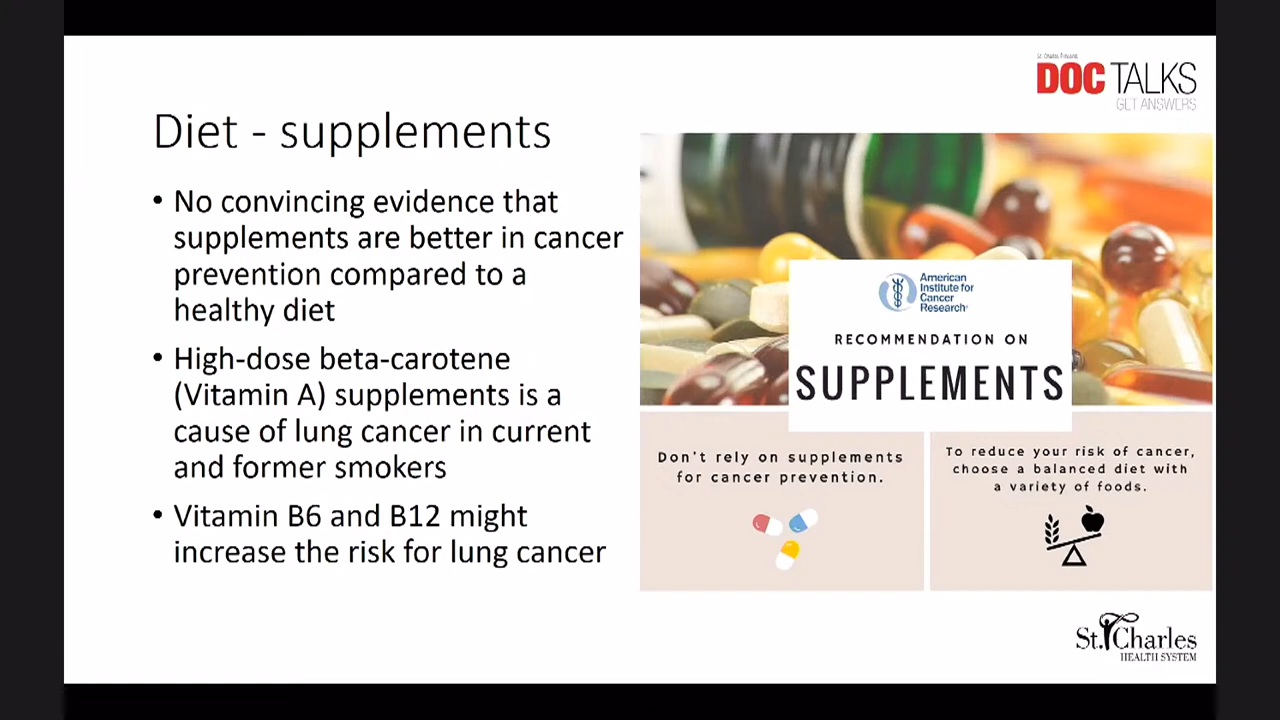 DOC TALKS
GET ANSWERS
Diet - supplements
• No convincing evidence that
supplements are better in cancer
prevention compared to a
healthy diet
• High-dose beta-carotene
(Vitamin A) supplements is a
cause of lung cancer in current
and former smokers
• Vitamin B6 and B12 might
increase the risk for lung cancer
American
Institute for
Cancer
Research
RECOMMENDATION ON
SUPPLEMENTS
Don't rely on supplements
for cancer prevention.
To reduce your risk of cancer,
choose a balanced diet with
a variety of foods.
St. Charles
HEALTH SYSTEM